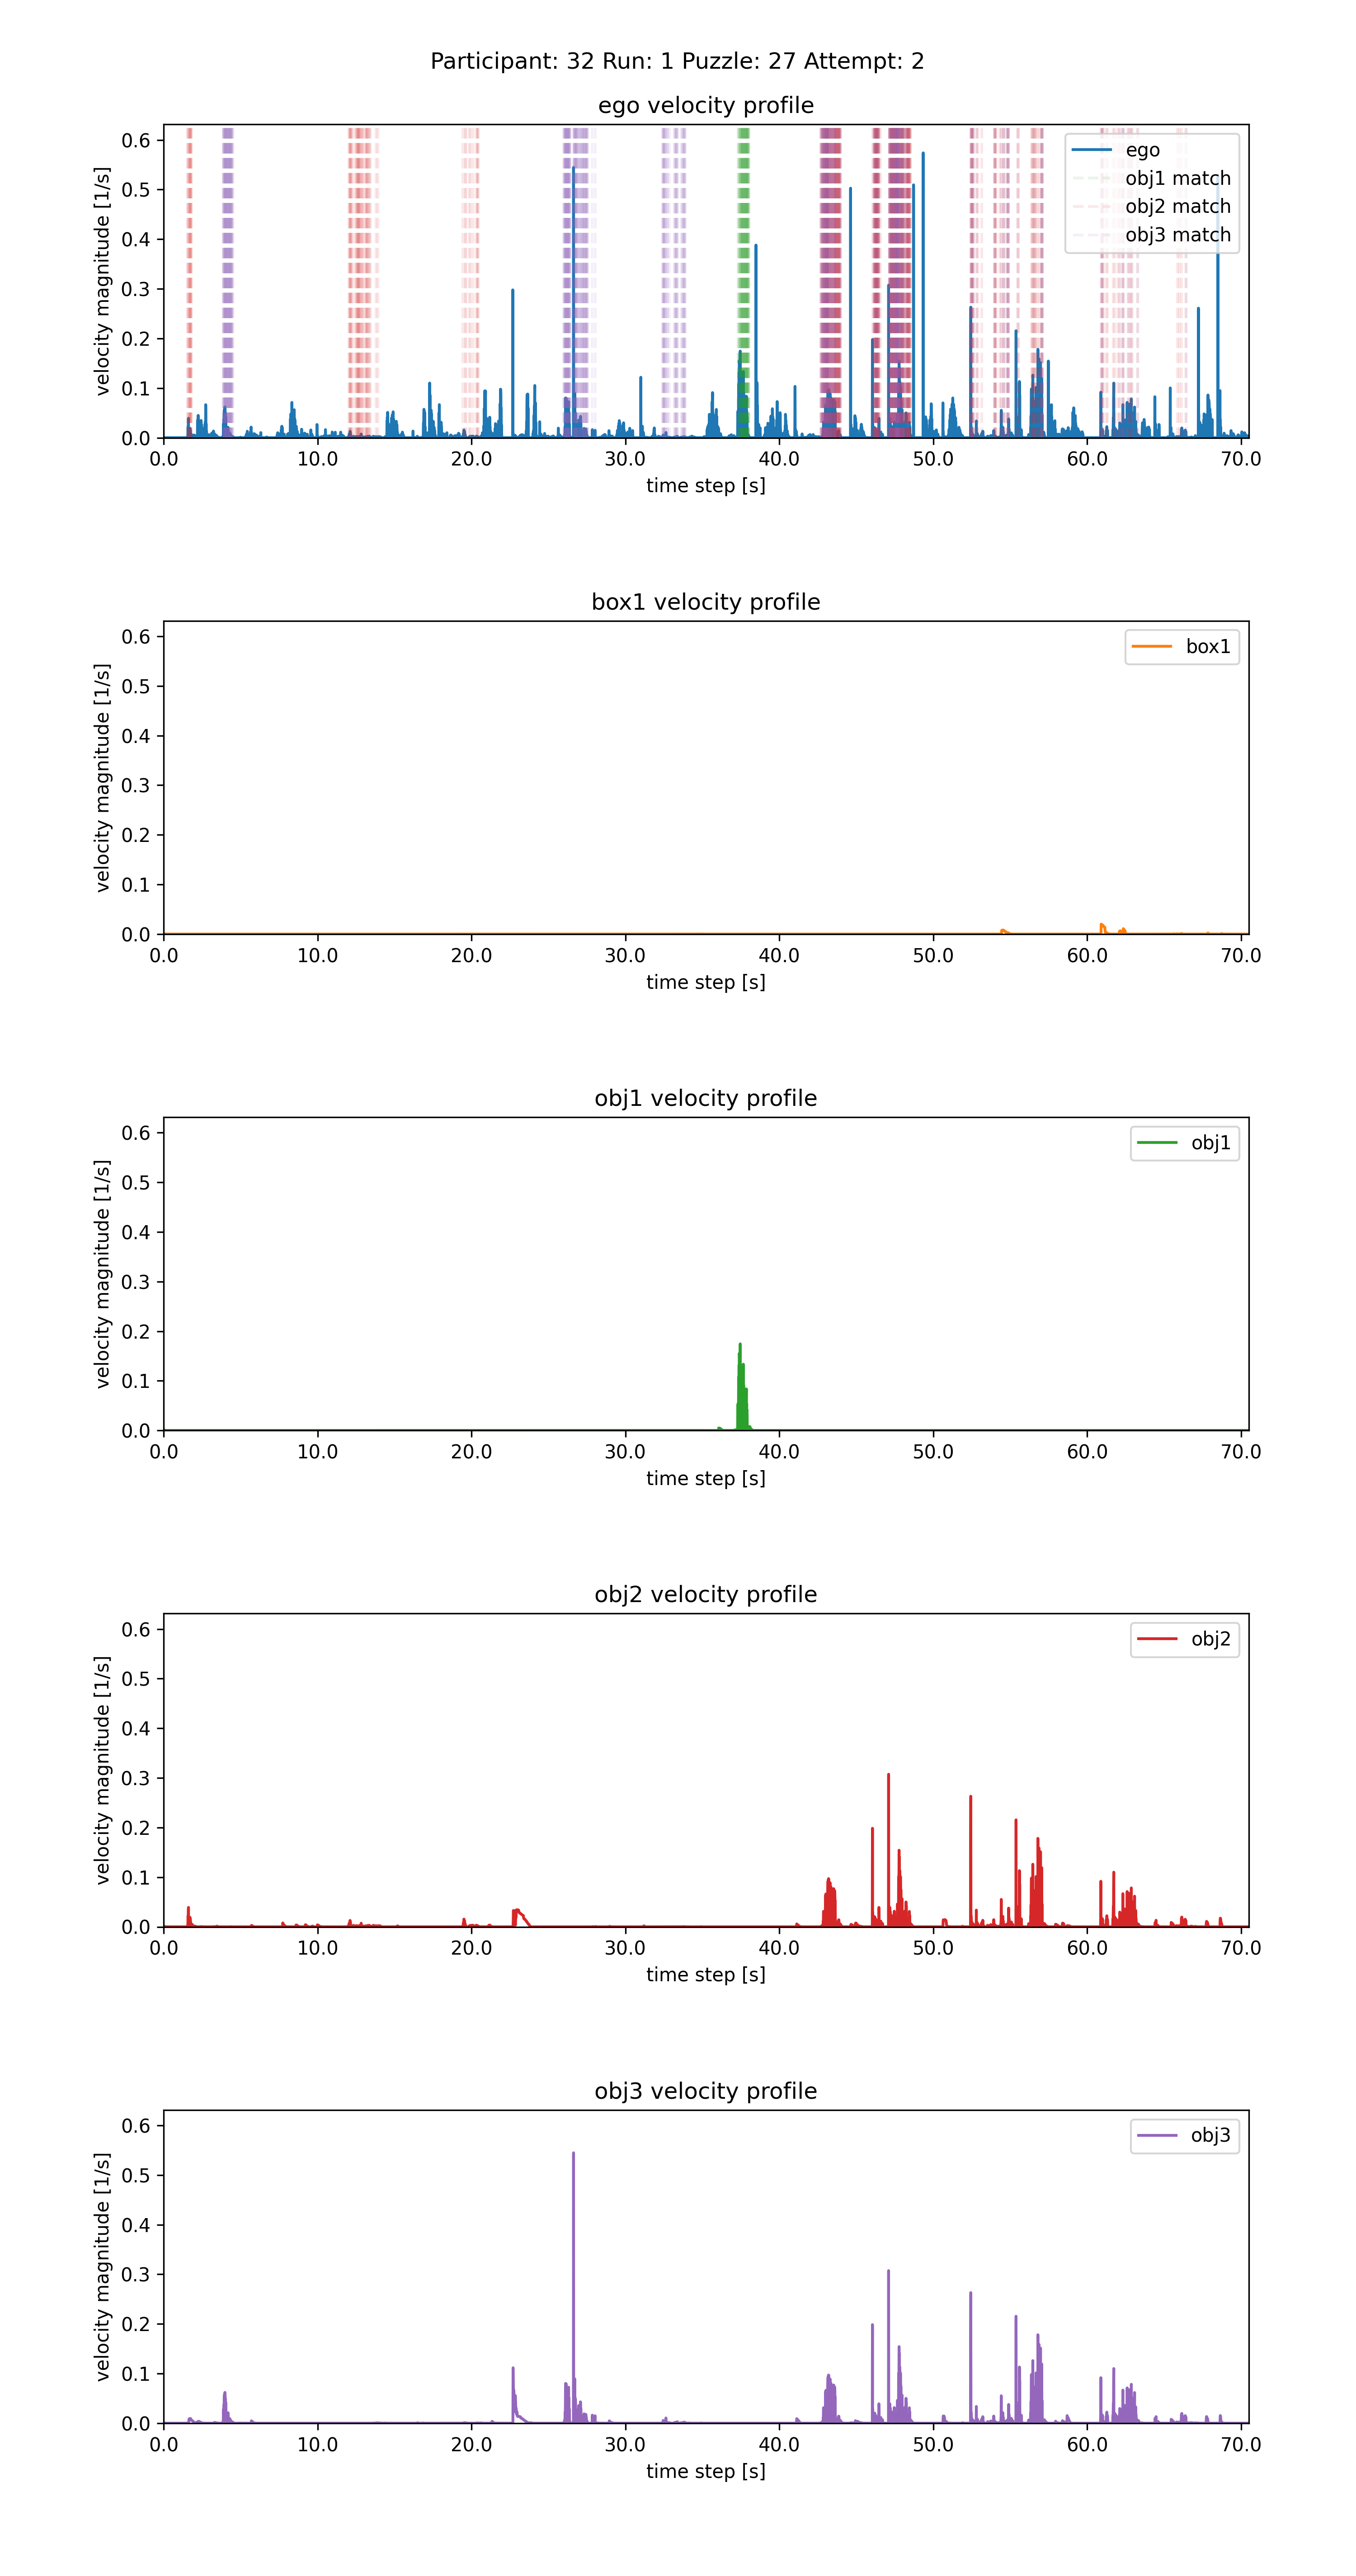 Participant: 32 Run: 1 Puzzle: 27 Attempt: 2
ego velocity profile
velocity magnitude [1/s]
0.6
0.5
0.4
0.3
0.2
0.1
0.0
ego
obj1 match
obj2 match
obj3 match
0.0 10.0 20.0 30.0 40.0 50.0 60.0 70.0
time step [s]
box1 velocity profile
velocity magnitude [1/s]
0.6
0.5
0.4
0.3
0.2
0.1
0.0
box1
0.0 10.0 20.0 30.0 40.0 50.0 60.0 70.0
time step [s]
obj1 velocity profile
velocity magnitude [1/s]
0.6
0.5
0.4
0.3
0.2
0.1
0.0
obj1
0.0 10.0 20.0 30.0 40.0 50.0 60.0 70.0
time step [s]
obj2 velocity profile
velocity magnitude [1/s]
0.6
0.5
0.4
0.3
0.2
0.1
0.0
obj2
0.0 10.0 20.0 30.0 40.0 50.0 60.0 70.0
time step [s]
obj3 velocity profile
velocity magnitude [1/s]
0.6
0.5
0.4
0.3
0.2
0.1
0.0
obj3
0.0 10.0 20.0 30.0 40.0 50.0 60.0 70.0
time step [s]